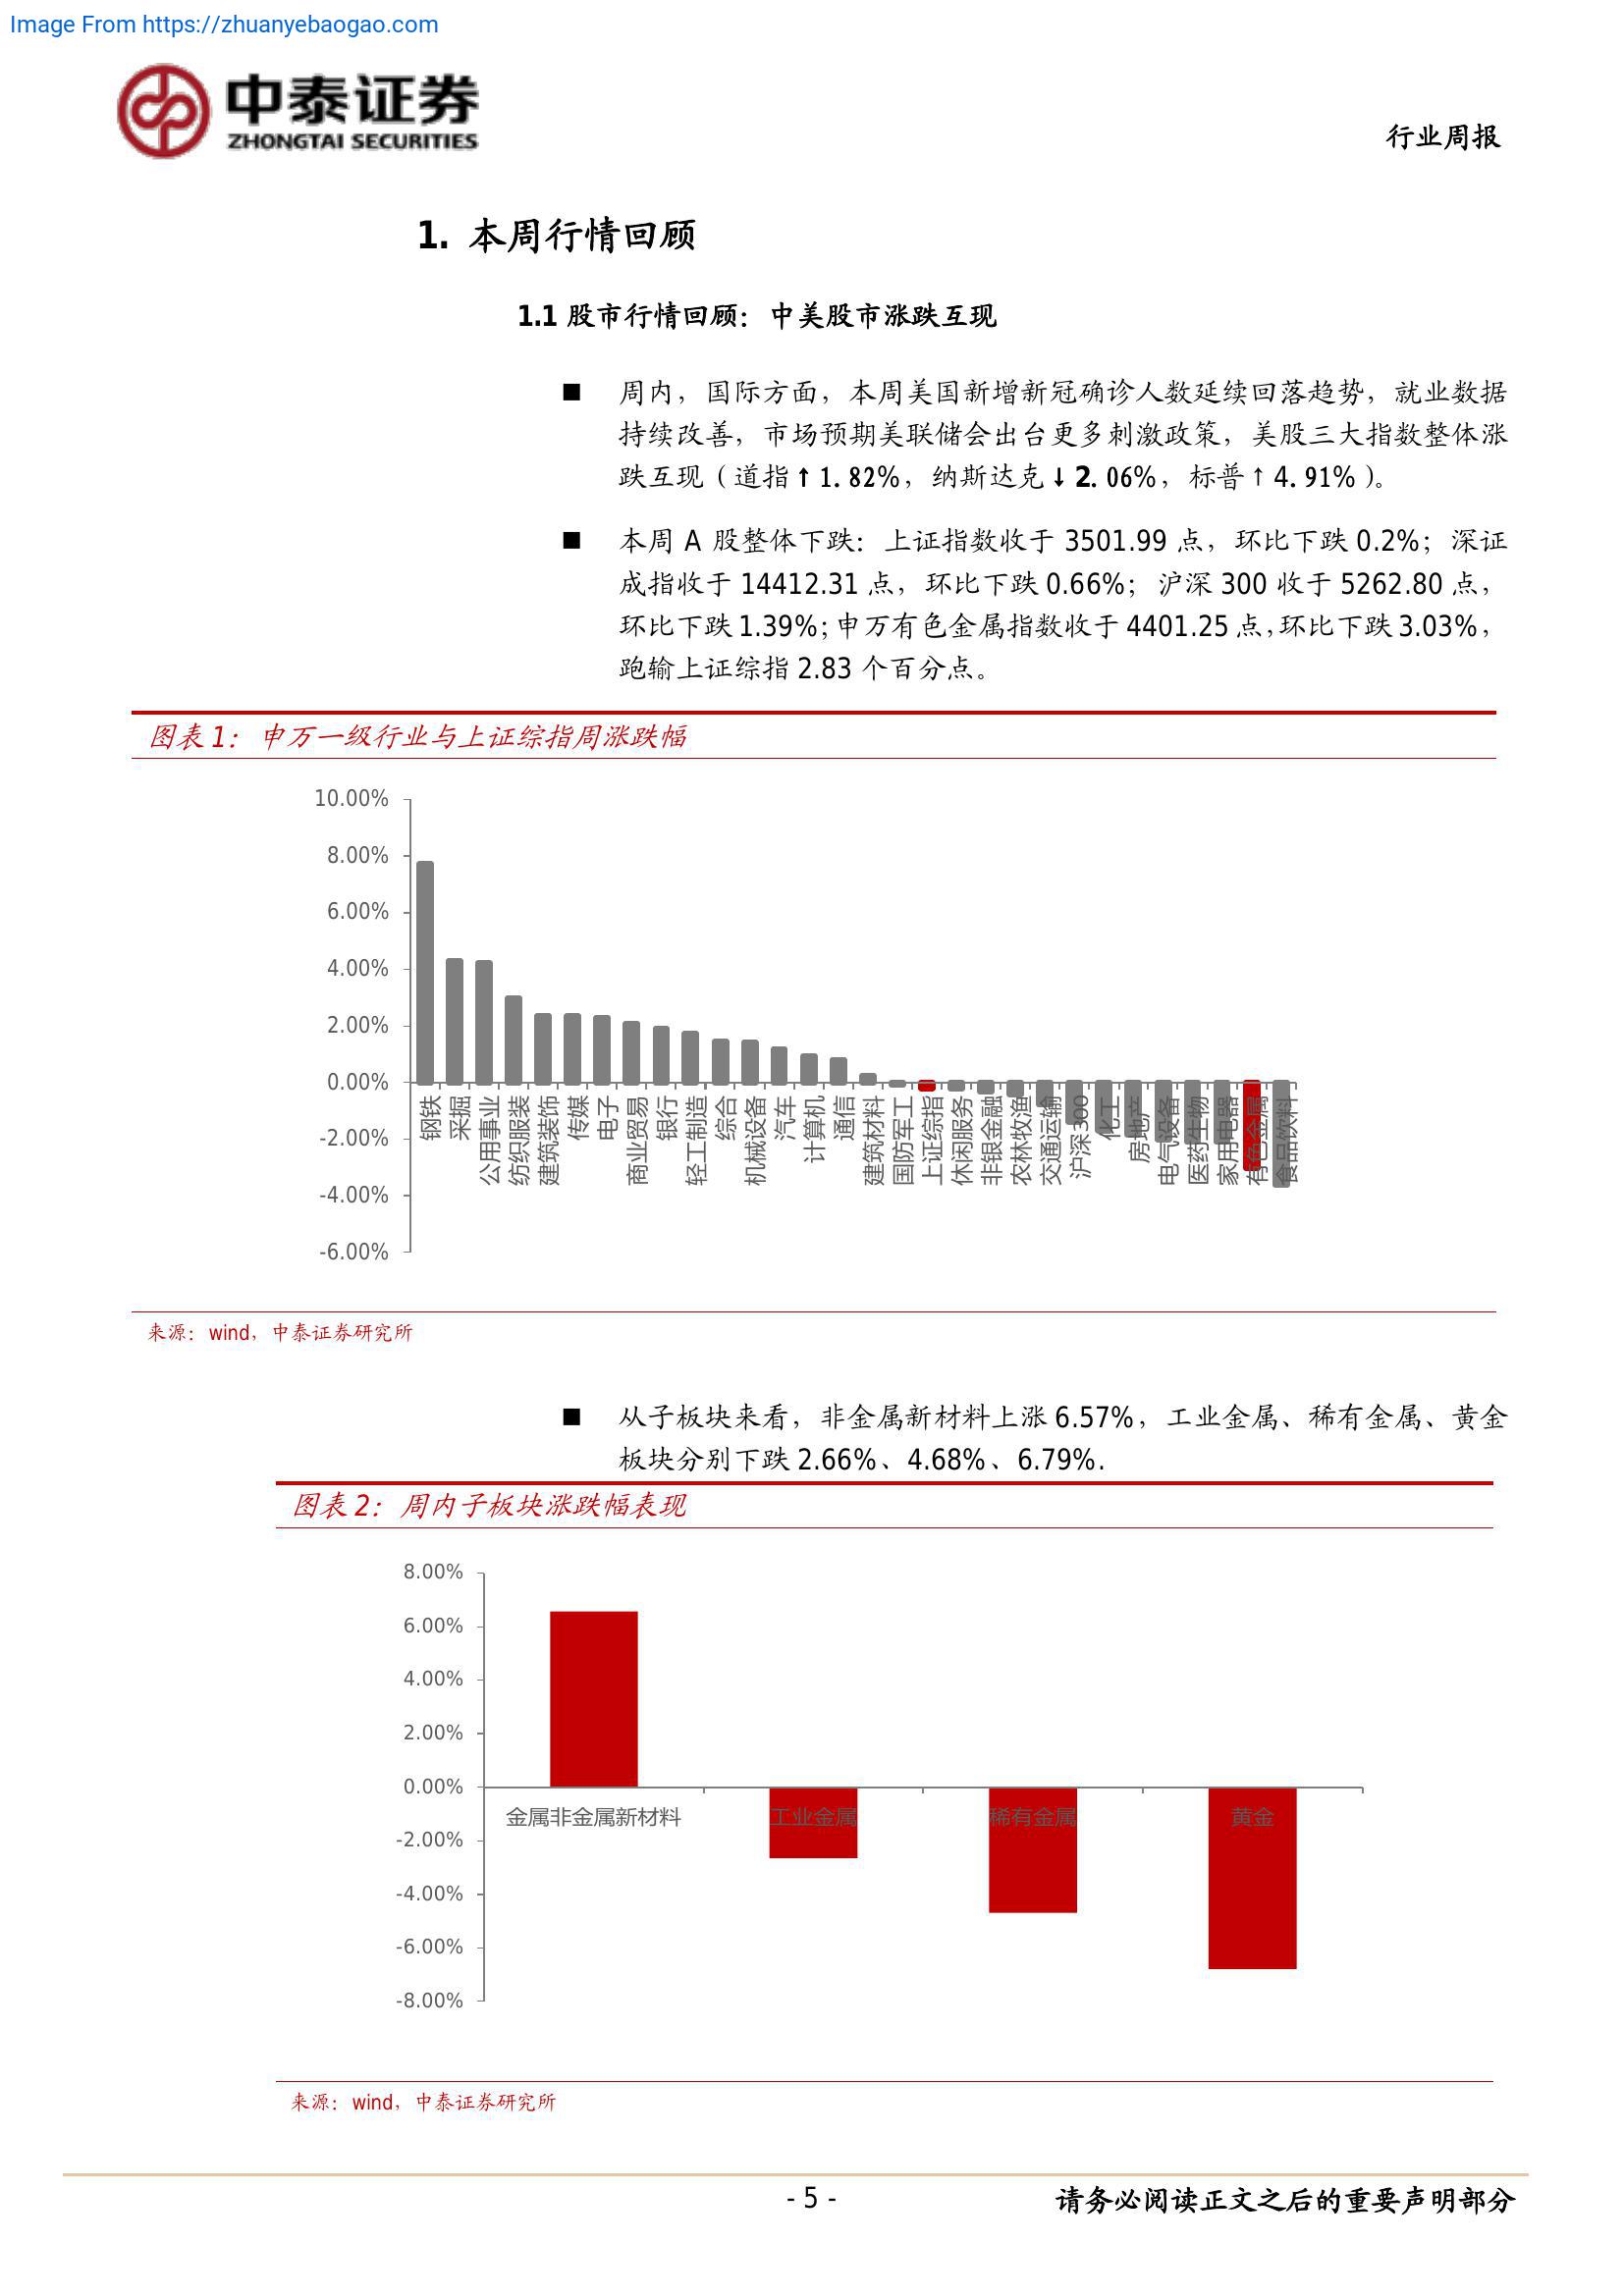 Image From https://zhuanyebaogao.com
中泰证券
ZHONGTAI SECURITIES
行业周报
1. 本周行情回顾
1.1 股市行情回顾：中美股市涨跌互现
■ 周内，国际方面，本周美国新增新冠确诊人数延续回落趋势，就业数据
持续改善，市场预期美联储会出台更多刺激政策，美股三大指数整体涨
跌互现（道指↑1.82%，纳斯达克↓2.06%，标普↑4.91%）。
■ 本周 A 股整体下跌：上证指数收于 3501.99 点，环比下跌 0.2%；深证
成指收于 14412.31 点，环比下跌 0.66%；沪深 300 收于 5262.80 点，
环比下跌 1.39%；申万有色金属指数收于 4401.25 点，环比下跌 3.03%，
跑输上证综指 2.83 个百分点。
图表 1：申万一级行业与上证综指周涨跌幅
10.00%
8.00%
6.00%
4.00%
2.00%
0.00%
-2.00%
-4.00%
-6.00%
钢铁
采掘
公用事业
纺织服装
建筑装饰
传媒
电子
商业贸易
银行
轻工制造
综合
机械设备
汽车
计算机
通信
建筑材料
国防军工
上证综指
休闲服务
非银金融
农林牧渔
交通运输
沪深300
化工
房地产
电气设备
医药生物
家用电器
有色金属
食品饮料
来源：wind，中泰证券研究所
■ 从子板块来看，非金属新材料上涨 6.57%，工业金属、稀有金属、黄金
板块分别下跌 2.66%、4.68%、6.79%.
图表 2：周内子板块涨跌幅表现
8.00%
6.00%
4.00%
2.00%
0.00%
-2.00%
-4.00%
-6.00%
-8.00%
金属非金属新材料
工业金属
稀有金属
黄金
来源：wind，中泰证券研究所
- 5 -
请务必阅读正文之后的重要声明部分